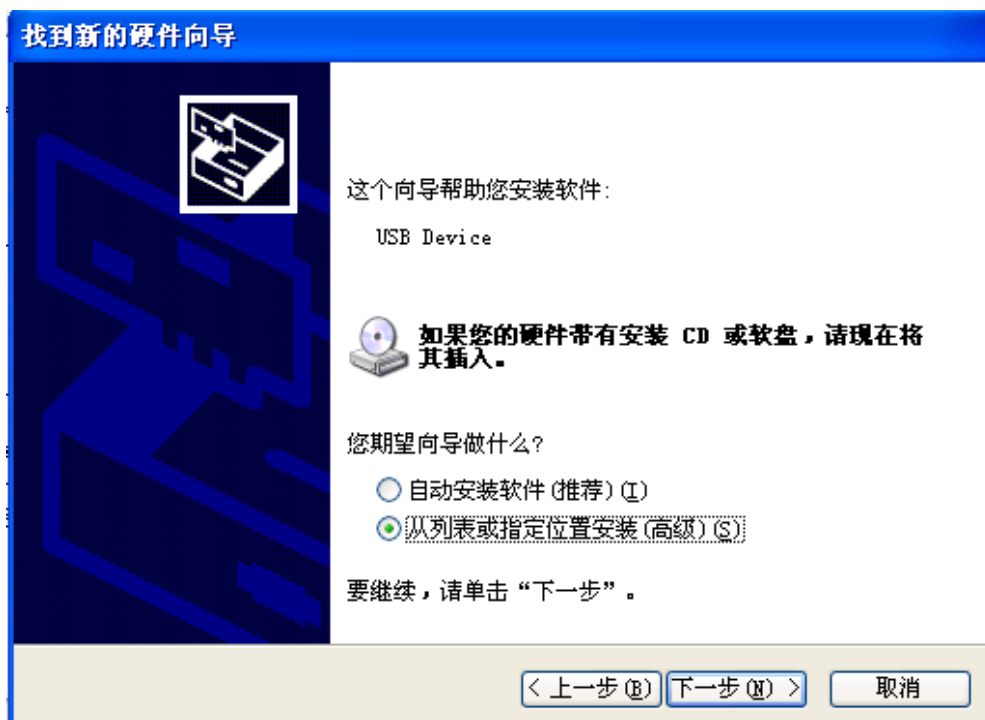 找到新的硬件向导
这个向导帮助您安装软件:
USB Device
如果您的硬件带有安装 CD 或软盘，请现在将
其插入。
您期望向导做什么?
自动安装软件(推荐)(I)
从列表或指定位置安装(高级)(S)
要继续，请单击“下一步”。
< 上一步(B) 下一步(N) > 取消